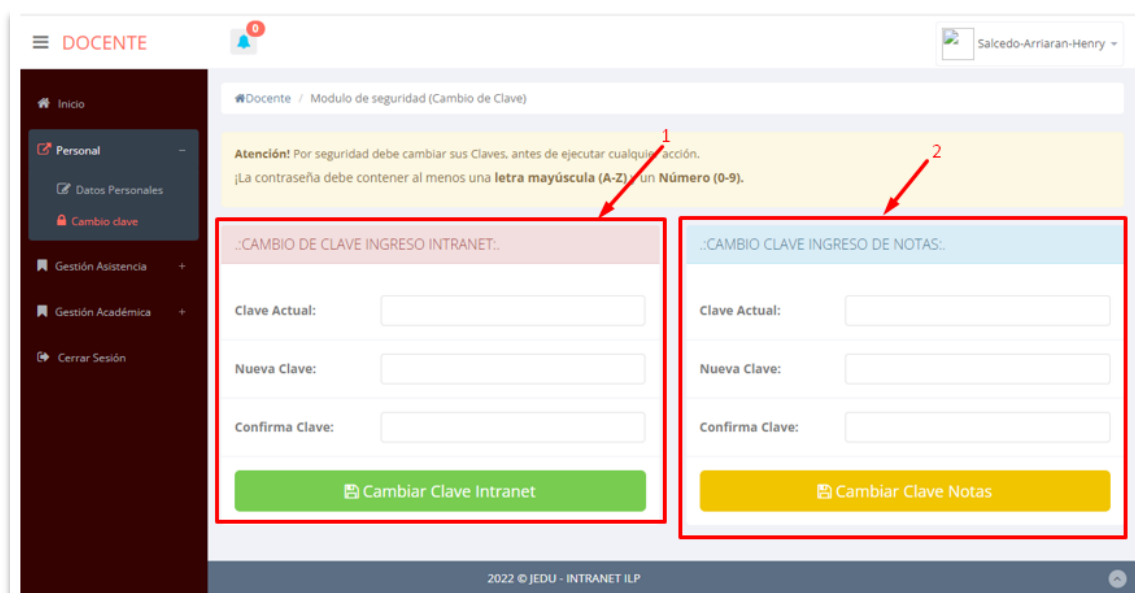 DOCENTE
0
Salcedo-Arriaran-Henry
Inicio
Docente / Modulo de seguridad (Cambio de Clave)
Personal
Datos Personales
Cambio clave
Gestión Asistencia
Gestión Académica
Cerrar Sesión
1
2
Atención! Por seguridad debe cambiar sus Claves, antes de ejecutar cualquier acción.
¡La contraseña debe contener al menos una letra mayúscula (A-Z) y un Número (0-9).
.:CAMBIO DE CLAVE INGRESO INTRANET:.
Clave Actual:
Nueva Clave:
Confirma Clave:
Cambiar Clave Intranet
.:CAMBIO CLAVE INGRESO DE NOTAS:.
Clave Actual:
Nueva Clave:
Confirma Clave:
Cambiar Clave Notas
2022 © JEDU - INTRANET ILP